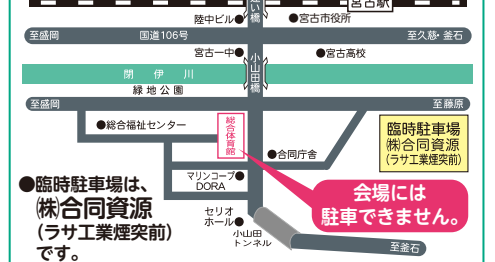 宮古駅
い橋
陸中ビル
宮古市役所
至盛岡
国道106号
至久慈・釜石
宮古一中
宮古高校
小山田橋
閉伊川
緑地公園
至盛岡
至藤原
総合福祉センター
総合体育館
合同庁舎
臨時駐車場
㈱合同資源
(ラサ工業煙突前)
マリンコープ
DORA
●臨時駐車場は、
㈱合同資源
(ラサ工業煙突前)
です。
会場には
駐車できません。
セリオ
ホール
小山田
トンネル
至釜石